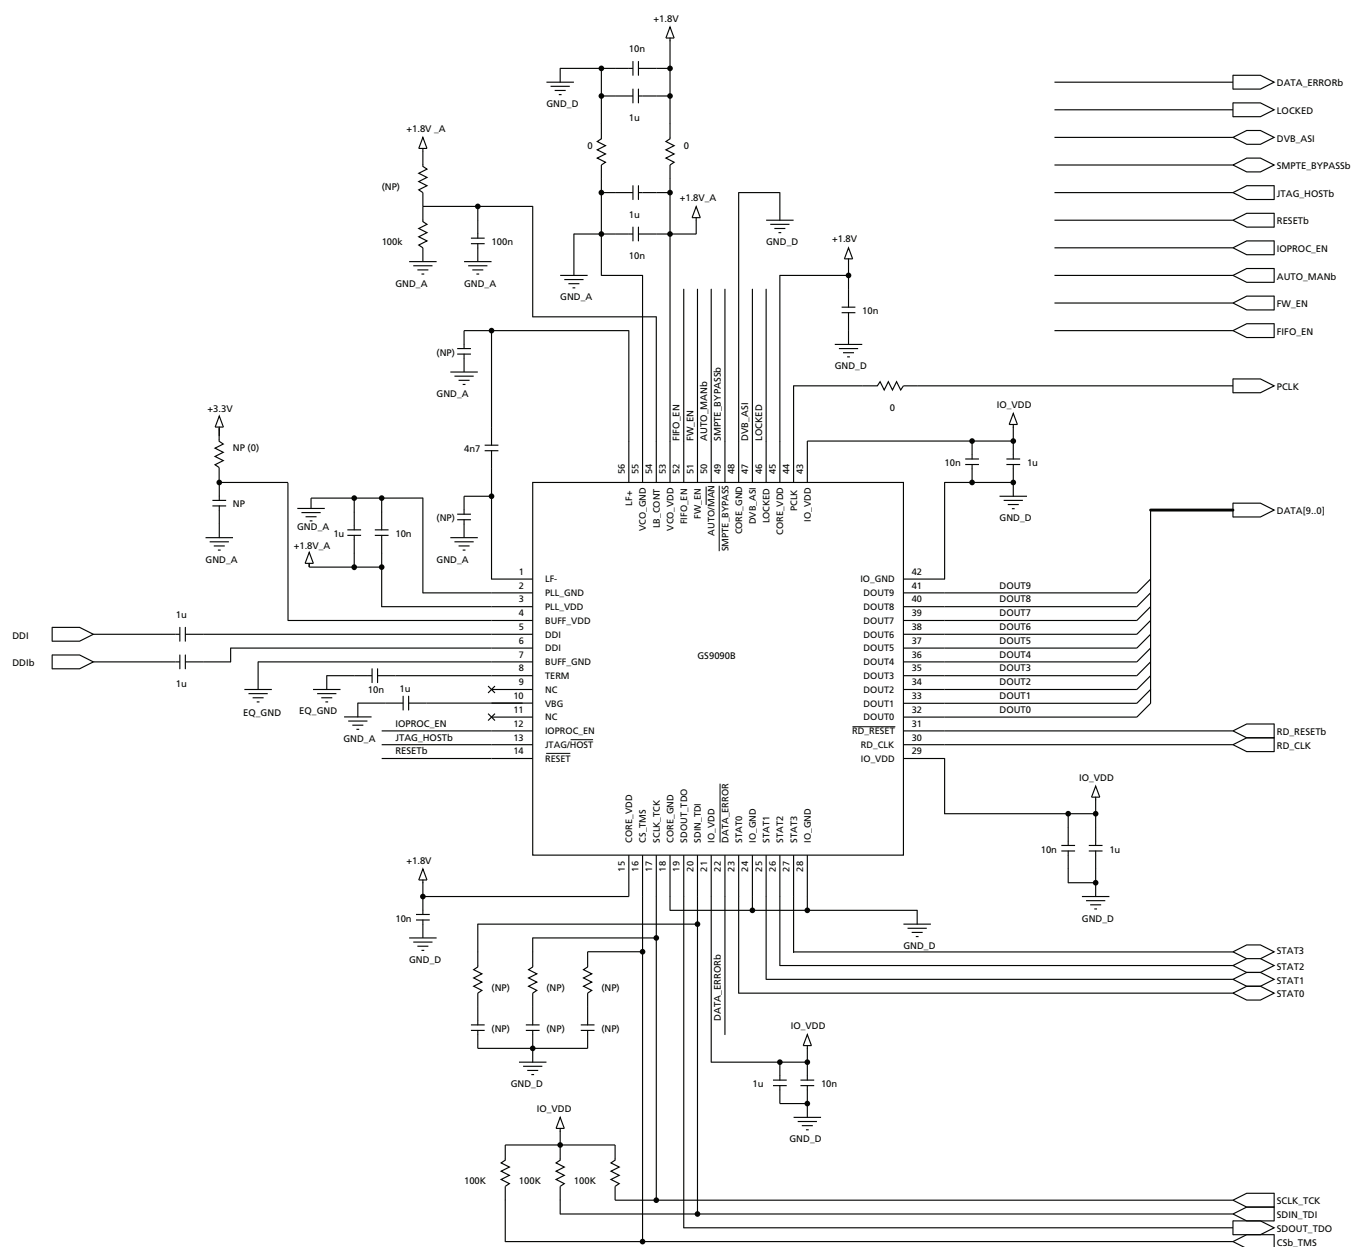 +1.8V
10n
GND_D
1u
DATA_ERRORb
LOCKED
DVB_ASI
SMPTE_BYPASSb
JTAG_HOSTb
RESETb
IOPROC_EN
AUTO_MANb
FW_EN
FIFO_EN
+1.8V _A
0
0
(NP)
1u
+1.8V_A
100k
100n
GND_A
GND_A
10n
GND_A
GND_D
+1.8V
10n
GND_D
(NP)
GND_A
FIFO_EN
FW_EN
AUTO_MANb
SMPTE_BYPASSb
DVB_ASI
LOCKED
PCLK
0
+3.3V
NP (0)
NP
GND_A
4n7
(NP)
GND_A
GND_A
1u
10n
+1.8V_A
IO_VDD
10n
1u
GND_D
DATA[9..0]
56
55
54
53
52
51
50
49
48
47
46
45
44
43
LF+
VCO_GND
LB_CONT
VCO_VDD
FIFO_EN
FW_EN
AUTO/MAN
SMPTE_BYPASS
CORE_GND
DVB_ASI
LOCKED
CORE_VDD
PCLK
IO_VDD
1 LF-
2 PLL_GND
3 PLL_VDD
4 BUFF_VDD
5 DDI
6 DDI
7 BUFF_GND
8 TERM
9 NC
10 VBG
11 NC
12 IOPROC_EN
13 JTAG/HOST
14 RESET
DDI
1u
DDIb
1u
EQ_GND
EQ_GND
10n
1u
GND_A
IOPROC_EN
JTAG_HOSTb
RESETb
GS9090B
IO_GND 42
DOUT9 41 DOUT9
DOUT8 40 DOUT8
DOUT7 39 DOUT7
DOUT6 38 DOUT6
DOUT5 37 DOUT5
DOUT4 36 DOUT4
DOUT3 35 DOUT3
DOUT2 34 DOUT2
DOUT1 33 DOUT1
DOUT0 32 DOUT0
RD_RESET 31 RD_RESETb
RD_CLK 30 RD_CLK
IO_VDD 29
IO_VDD
10n
1u
GND_D
CORE_VDD
CS_TMS
SCLK_TCK
CORE_GND
SDOUT_TDO
SDIN_TDI
IO_VDD
DATA_ERROR
STAT0
IO_GND
STAT1
STAT2
STAT3
IO_GND
15
16
17
18
19
20
21
22
23
24
25
26
27
28
+1.8V
10n
GND_D
GND_D
DATA_ERRORb
STAT3
STAT2
STAT1
STAT0
(NP)
(NP)
(NP)
(NP)
(NP)
(NP)
GND_D
IO_VDD
1u
10n
GND_D
IO_VDD
100K
100K
100K
SCLK_TCK
SDIN_TDI
SDOUT_TDO
CSb_TMS